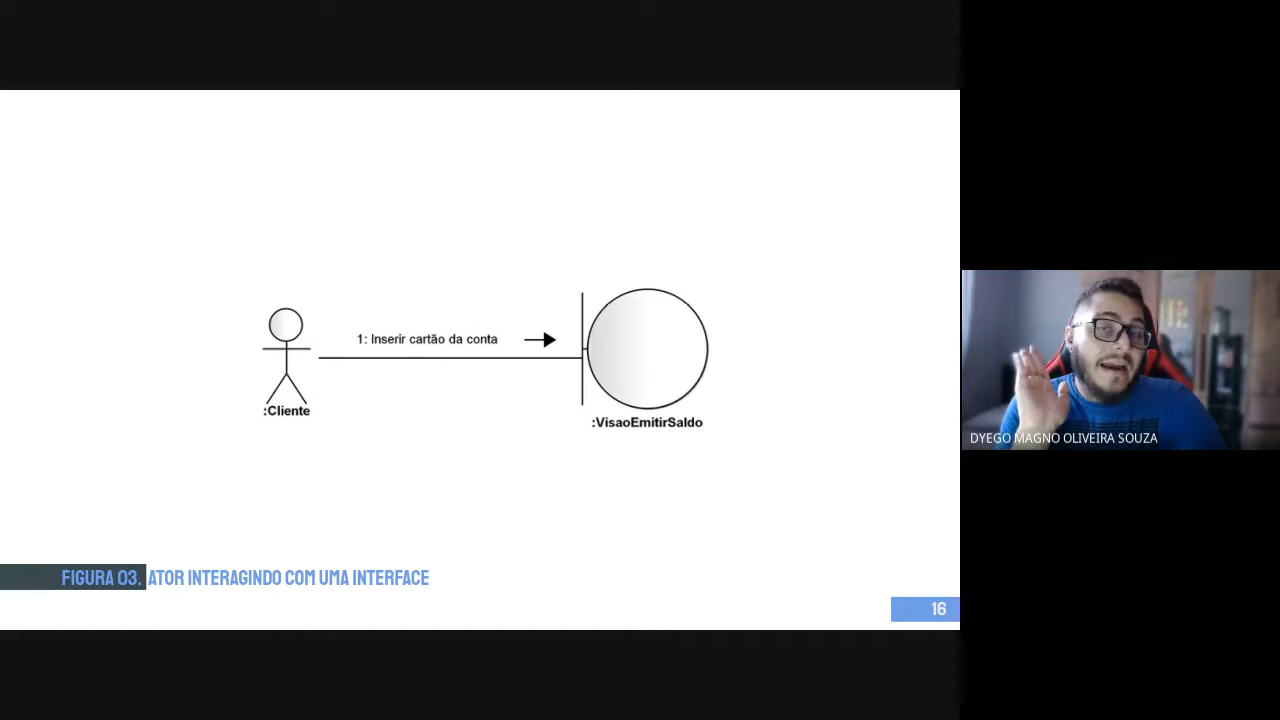 1: Inserir cartão da conta
:Cliente
:VisaoEmitirSaldo
DYEGO MAGNO OLIVEIRA SOUZA
FIGURA 03. ATOR INTERAGINDO COM UMA INTERFACE
16